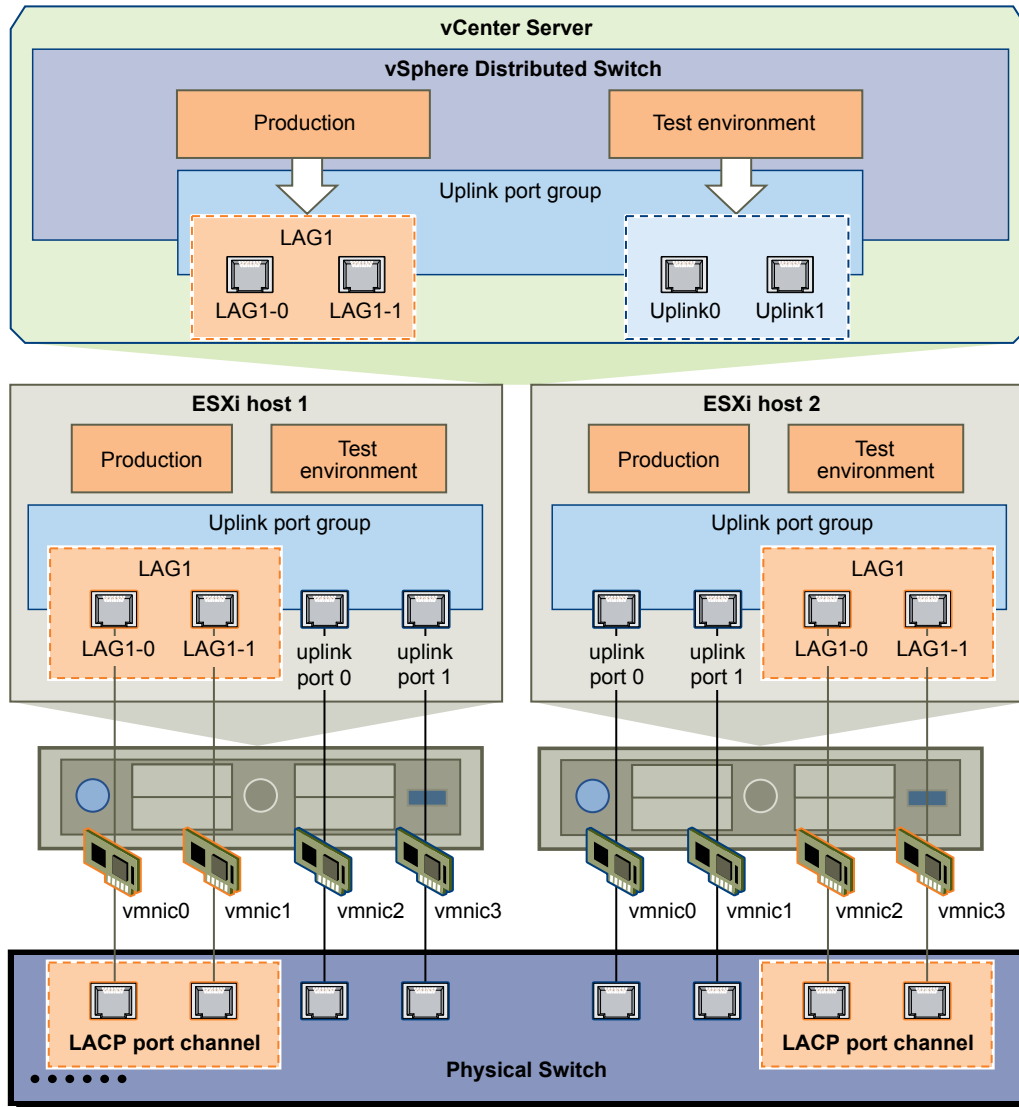 vCenter Server
vSphere Distributed Switch
Production
Test environment
Uplink port group
LAG1
LAG1-0
LAG1-1
Uplink0
Uplink1
ESXi host 1
Production
Test
environment
Uplink port group
LAG1
LAG1-0
LAG1-1
uplink
port 0
uplink
port 1
ESXi host 2
Production
Test
environment
Uplink port group
uplink
port 0
uplink
port 1
LAG1
LAG1-0
LAG1-1
vmnic0
vmnic1
vmnic2
vmnic3
vmnic0
vmnic1
vmnic2
vmnic3
LACP port channel
LACP port channel
Physical Switch